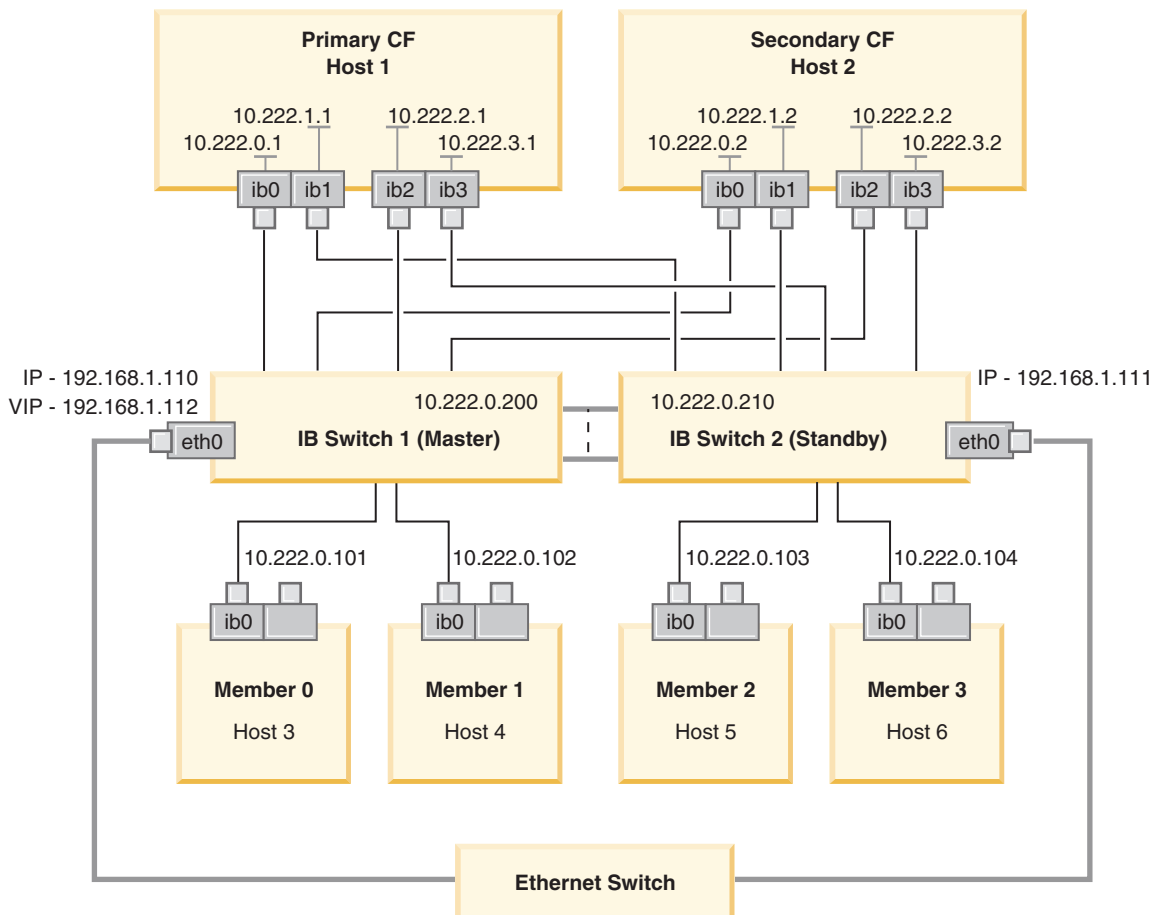 Primary CF
Host 1
10.222.1.1
10.222.2.1
10.222.0.1
10.222.3.1
ib0
ib1
ib2
ib3
Secondary CF
Host 2
10.222.1.2
10.222.2.2
10.222.0.2
10.222.3.2
ib0
ib1
ib2
ib3
IP - 192.168.1.110
VIP - 192.168.1.112
eth0
10.222.0.200
IB Switch 1 (Master)
10.222.0.210
IB Switch 2 (Standby)
IP - 192.168.1.111
eth0
10.222.0.101
ib0
Member 0
Host 3
10.222.0.102
ib0
Member 1
Host 4
10.222.0.103
ib0
Member 2
Host 5
10.222.0.104
ib0
Member 3
Host 6
Ethernet Switch